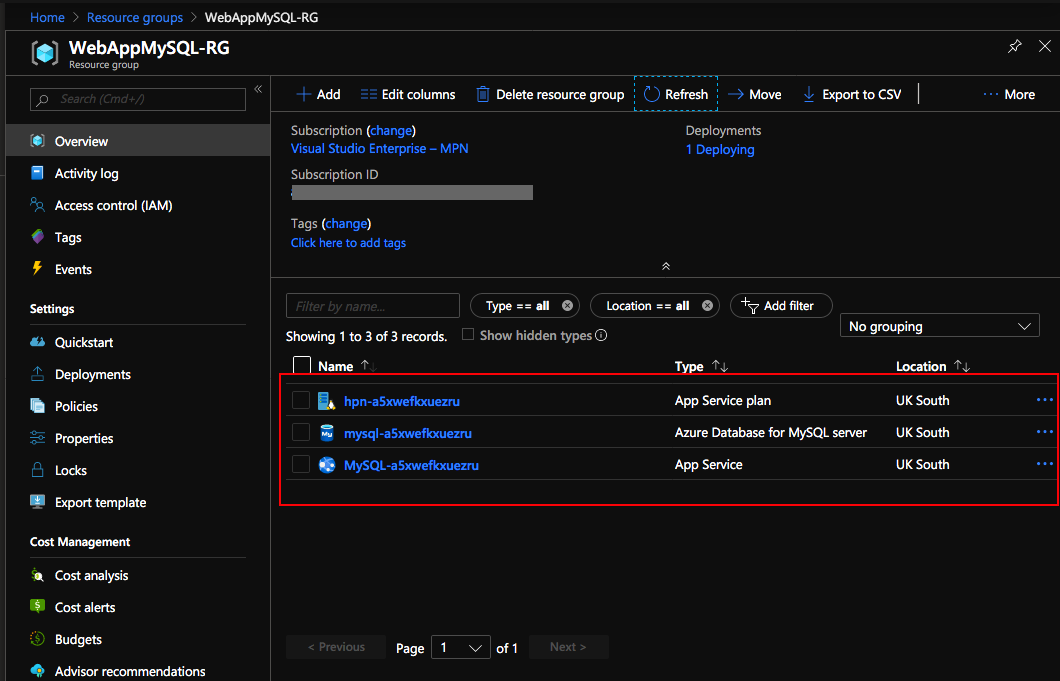 Home > Resource groups > WebAppMySQL-RG
WebAppMySQL-RG
Resource group
Search (Cmd+/)
«
Overview
Activity log
Access control (IAM)
Tags
Events
Settings
Quickstart
Deployments
Policies
Properties
Locks
Export template
Cost Management
Cost analysis
Cost alerts
Budgets
Advisor recommendations
Add Edit columns Delete resource group Refresh Move Export to CSV ··· More
Subscription (change)
Visual Studio Enterprise – MPN
Subscription ID
Tags (change)
Click here to add tags
Deployments
1 Deploying
Filter by name... Type == all Location == all Add filter
Showing 1 to 3 of 3 records. Show hidden types
No grouping
Name Type Location
hpn-a5xwefkxuezru App Service plan UK South ···
mysql-a5xwefkxuezru Azure Database for MySQL server UK South ···
MySQL-a5xwefkxuezru App Service UK South ···
< Previous Page 1 of 1 Next >